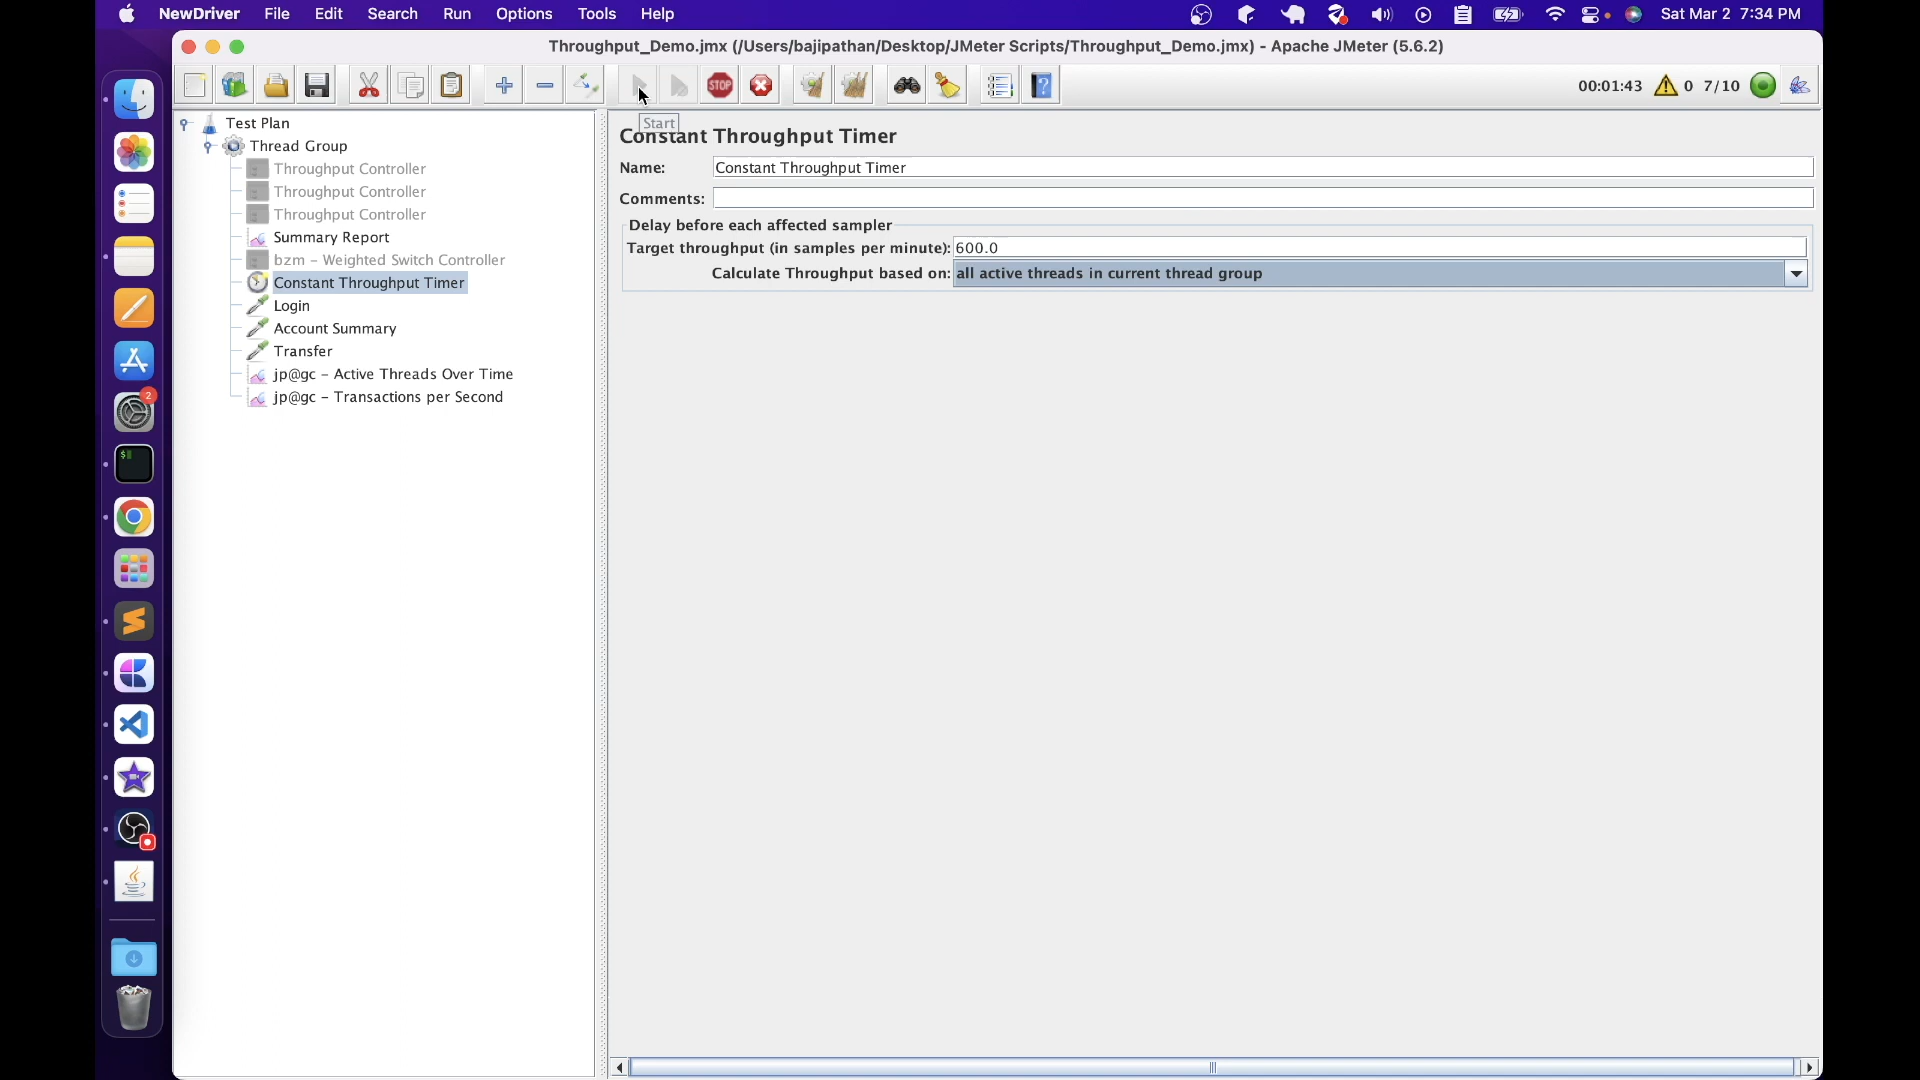 NewDriver File Edit Search Run Options Tools Help Sat Mar 2 7:34 PM
Throughput_Demo.jmx (/Users/bajipathan/Desktop/JMeter Scripts/Throughput_Demo.jmx) - Apache JMeter (5.6.2)
STOP 00:01:43 0 7/10
Start
Test Plan
Thread Group
Throughput Controller
Throughput Controller
Throughput Controller
Summary Report
bzm - Weighted Switch Controller
Constant Throughput Timer
Login
Account Summary
Transfer
jp@gc - Active Threads Over Time
jp@gc - Transactions per Second
Constant Throughput Timer
Name: Constant Throughput Timer
Comments:
Delay before each affected sampler
Target throughput (in samples per minute): 600.0
Calculate Throughput based on: all active threads in current thread group
2